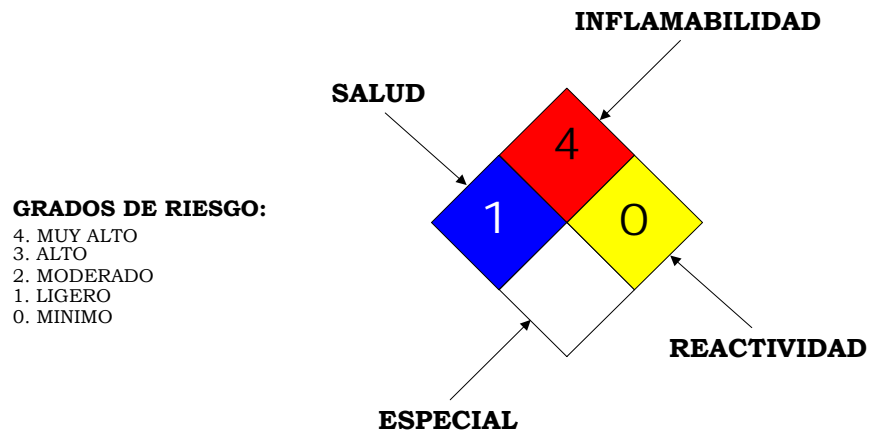 INFLAMABILIDAD
SALUD
4
1
0
GRADOS DE RIESGO:
4. MUY ALTO
3. ALTO
2. MODERADO
1. LIGERO
0. MINIMO
REACTIVIDAD
ESPECIAL